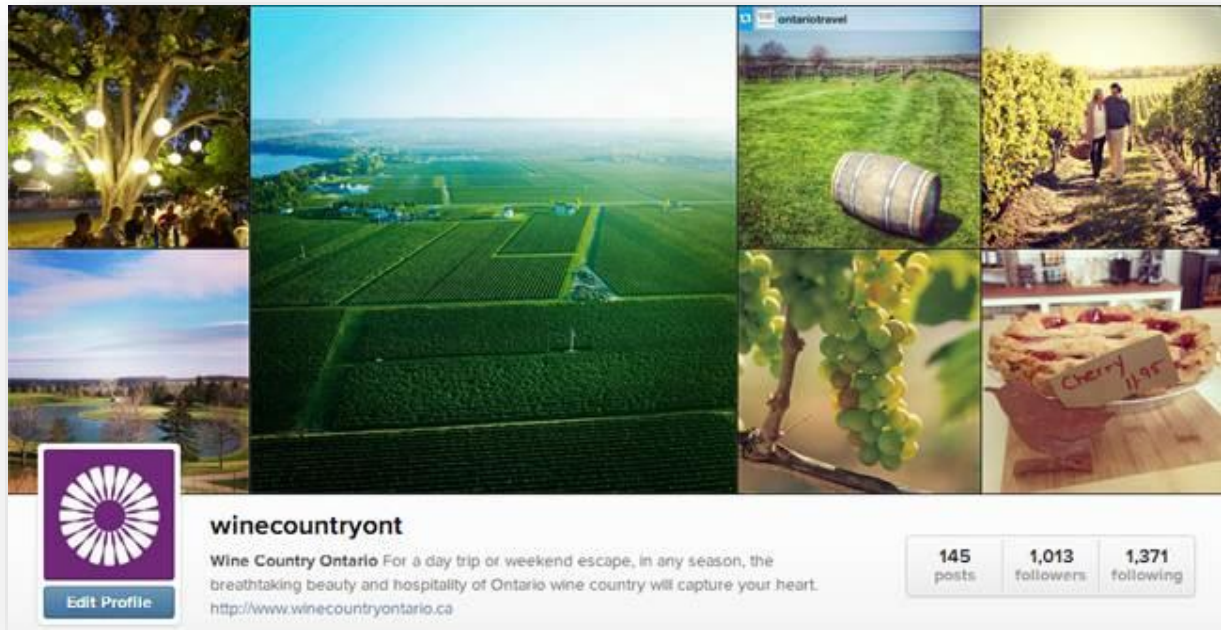 ontariotravel
Cherry
11.95
winecountryont
Wine Country Ontario For a day trip or weekend escape, in any season, the
breathtaking beauty and hospitality of Ontario wine country will capture your heart.
http://www.winecountryontario.ca
Edit Profile
145
posts
1,013
followers
1,371
following